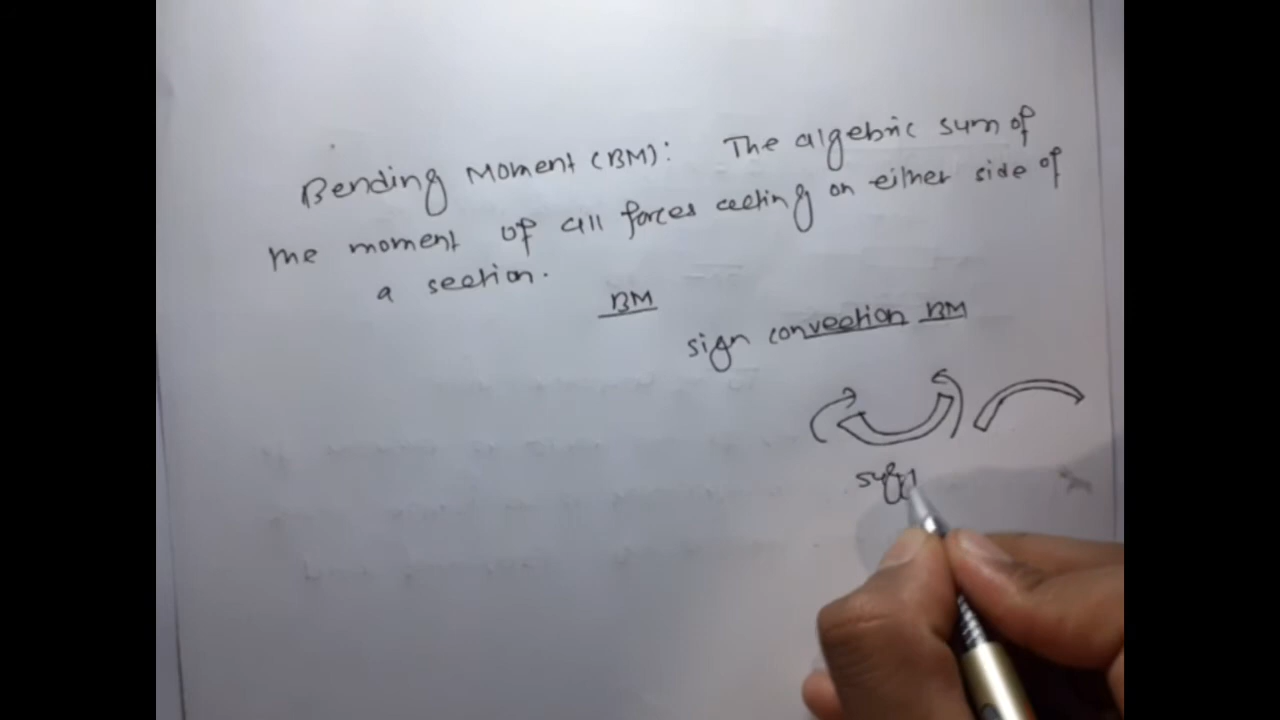 Bending Moment (BM): The algebric sum of
the moment of all forces acting on either side of
a section.
BM
sign convection BM